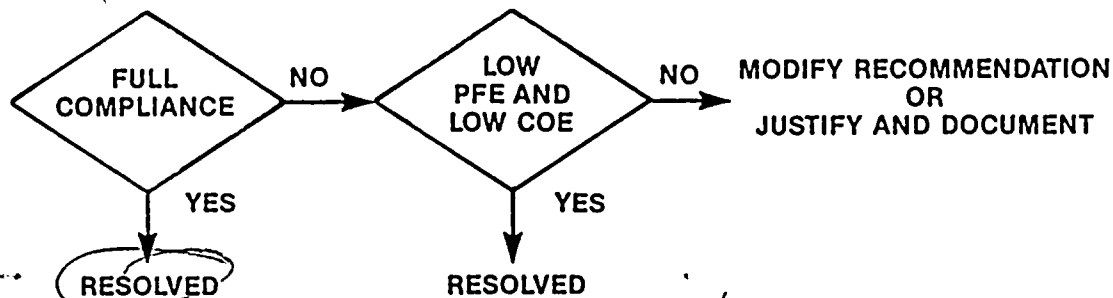 FULL
COMPLIANCE
NO
LOW
PFE AND
LOW COE
NO
MODIFY RECOMMENDATION
OR
JUSTIFY AND DOCUMENT
YES
YES
RESOLVED
RESOLVED